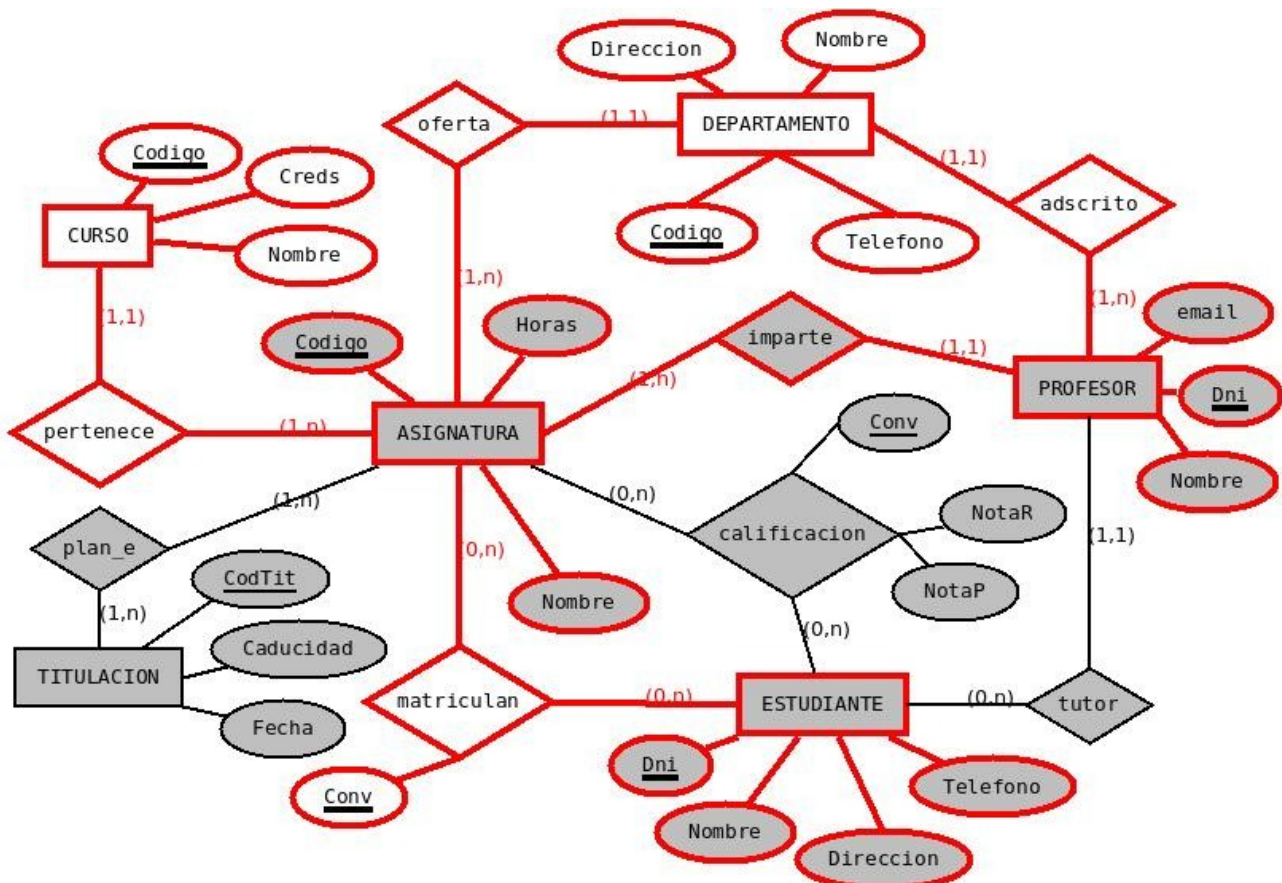 Direccion
Nombre
oferta
(1,1)
DEPARTAMENTO
Codigo
Creds
(1,1)
CURSO
adscrito
Codigo
Telefono
Nombre
(1,n)
(1,n)
(1,1)
Horas
email
Codigo
imparte
(1,1)
(1,n)
PROFESOR
Dni
pertenece
(1,n)
ASIGNATURA
Conv
Nombre
(1,n)
(0,n)
NotaR
plan_e
(0,n)
calificacion
(1,1)
CodTit
NotaP
Nombre
(1,n)
(0,n)
Caducidad
TITULACION
matriculan
(0,n)
ESTUDIANTE
(0,n)
tutor
Fecha
Dni
Telefono
Conv
Nombre
Direccion